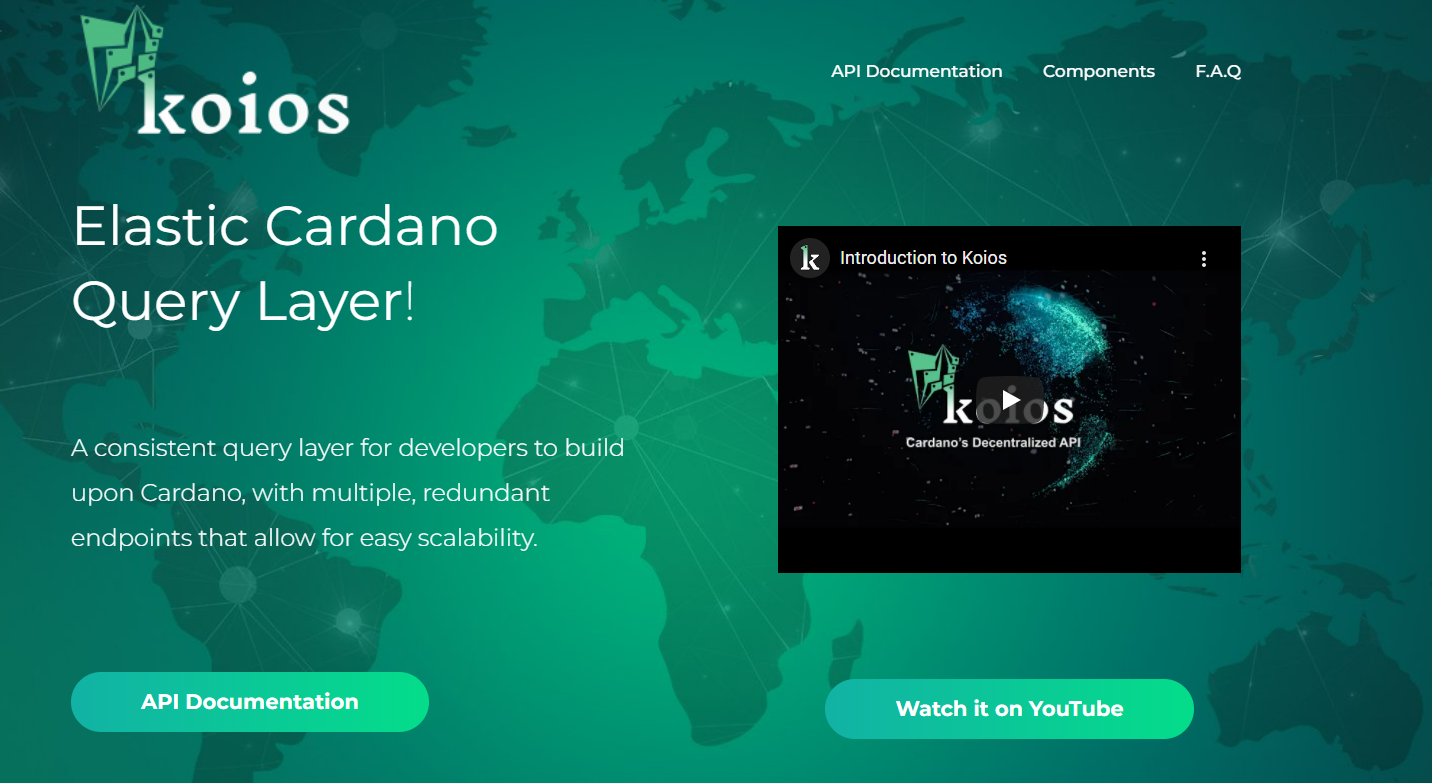 koios
API Documentation
Components
F.A.Q
Elastic Cardano
Query Layer!
A consistent query layer for developers to build
upon Cardano, with multiple, redundant
endpoints that allow for easy scalability.
API Documentation
k
Introduction to Koios
koios
Cardano's Decentralized API
Watch it on YouTube